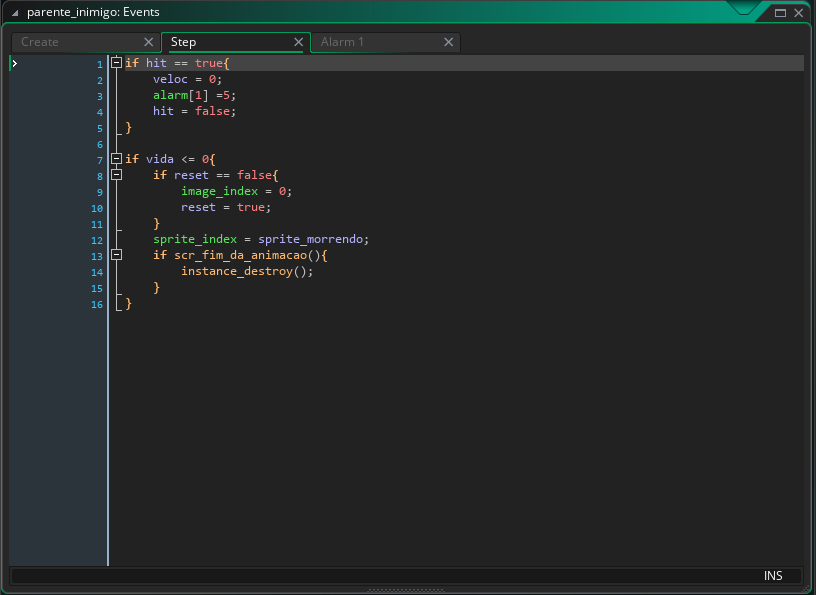 parente_inimigo: Events
Create Step Alarm 1
1 if hit == true{
2 veloc = 0;
3 alarm[1] =5;
4 hit = false;
5 }
6
7 if vida <= 0{
8 if reset == false{
9 image_index = 0;
10 reset = true;
11 }
12 sprite_index = sprite_morrendo;
13 if scr_fim_da_animacao(){
14 instance_destroy();
15 }
16 }
INS